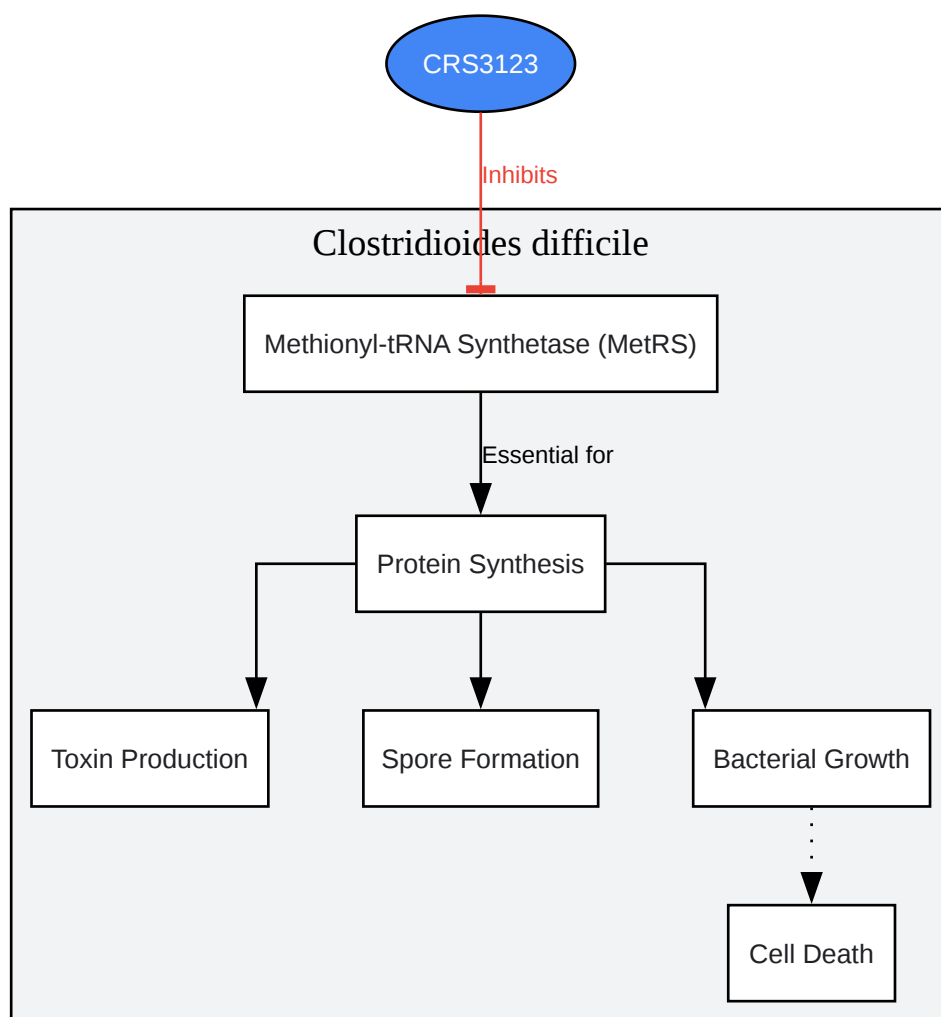 CRS3123
Inhibits
Clostridioides difficile
Methionyl-tRNA Synthetase (MetRS)
Essential for
Protein Synthesis
Toxin Production
Spore Formation
Bacterial Growth
Cell Death